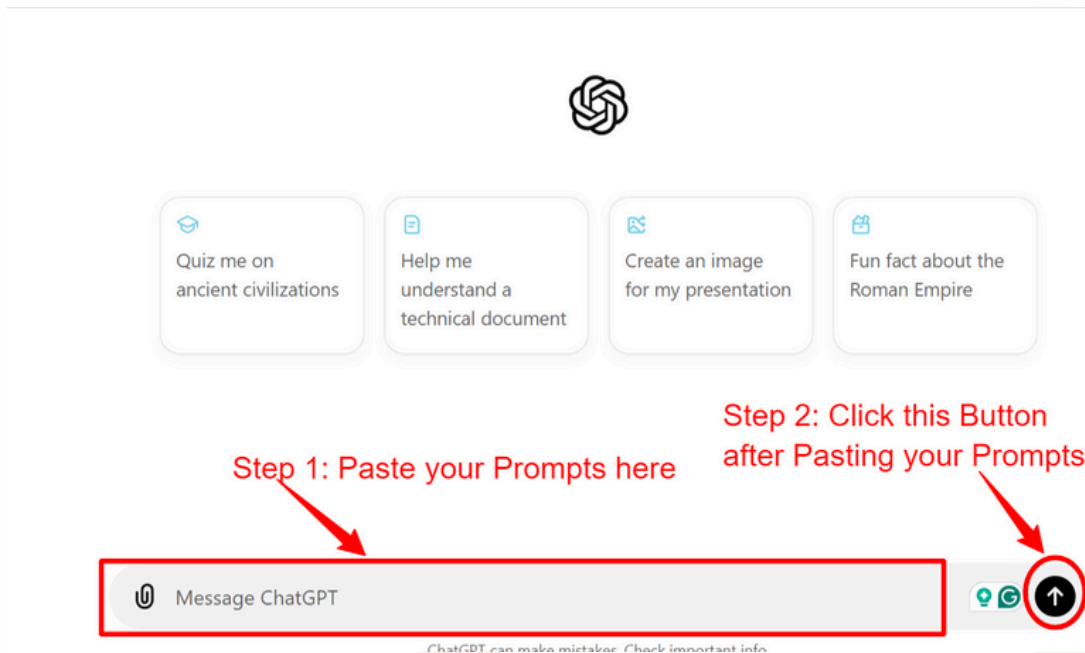 Quiz me on
ancient civilizations
Help me
understand a
technical document
Create an image
for my presentation
Fun fact about the
Roman Empire
Step 2: Click this Button
after Pasting your Prompts
Step 1: Paste your Prompts here
Message ChatGPT
ChatGPT can make mistakes. Check important info.